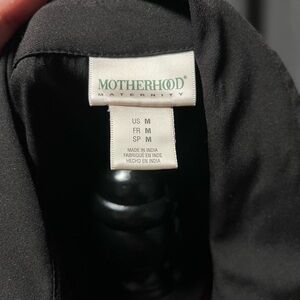 MOTHERHOOD®
MATERNITY
US M
FR M
SP M
MADE IN INDIA
FABRIQUÉ EN INDE
HECHO EN INDIA